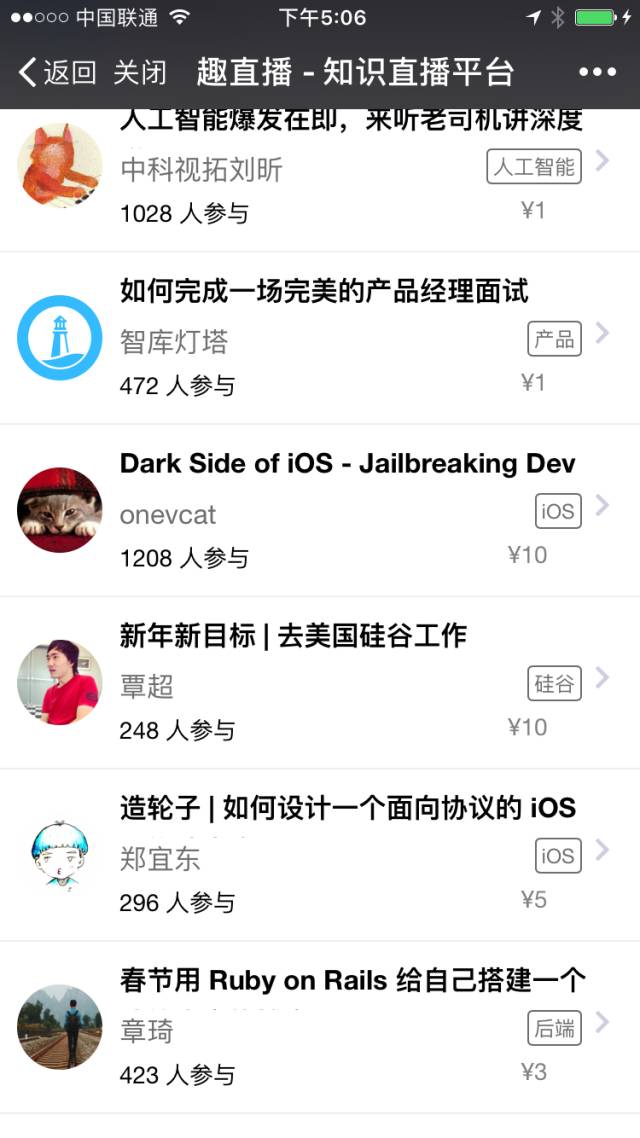 中国联通
下午5:06
返回 关闭 趣直播 - 知识直播平台
人工智能爆发在即，来听老司机讲深度
中科视拓刘昕
人工智能
1028 人参与
¥1
如何完成一场完美的产品经理面试
智库灯塔
产品
472 人参与
¥1
Dark Side of iOS - Jailbreaking Dev
onevcat
iOS
1208 人参与
¥10
新年新目标 | 去美国硅谷工作
覃超
硅谷
248 人参与
¥10
造轮子 | 如何设计一个面向协议的 iOS
郑宜东
iOS
296 人参与
¥5
春节用 Ruby on Rails 给自己搭建一个
章琦
后端
423 人参与
¥3